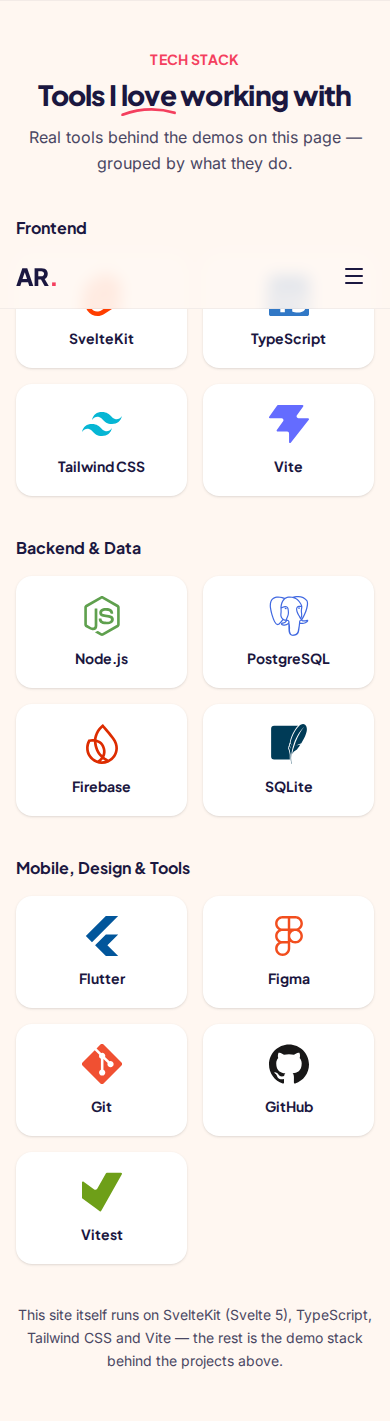 TECH STACK
Tools I love working with
Real tools behind the demos on this page —
grouped by what they do.
Frontend
AR.
SvelteKit
TypeScript
Tailwind CSS
Vite
Backend & Data
Node.js
PostgreSQL
Firebase
SQLite
Mobile, Design & Tools
Flutter
Figma
Git
GitHub
Vitest
This site itself runs on SvelteKit (Svelte 5), TypeScript,
Tailwind CSS and Vite — the rest is the demo stack
behind the projects above.